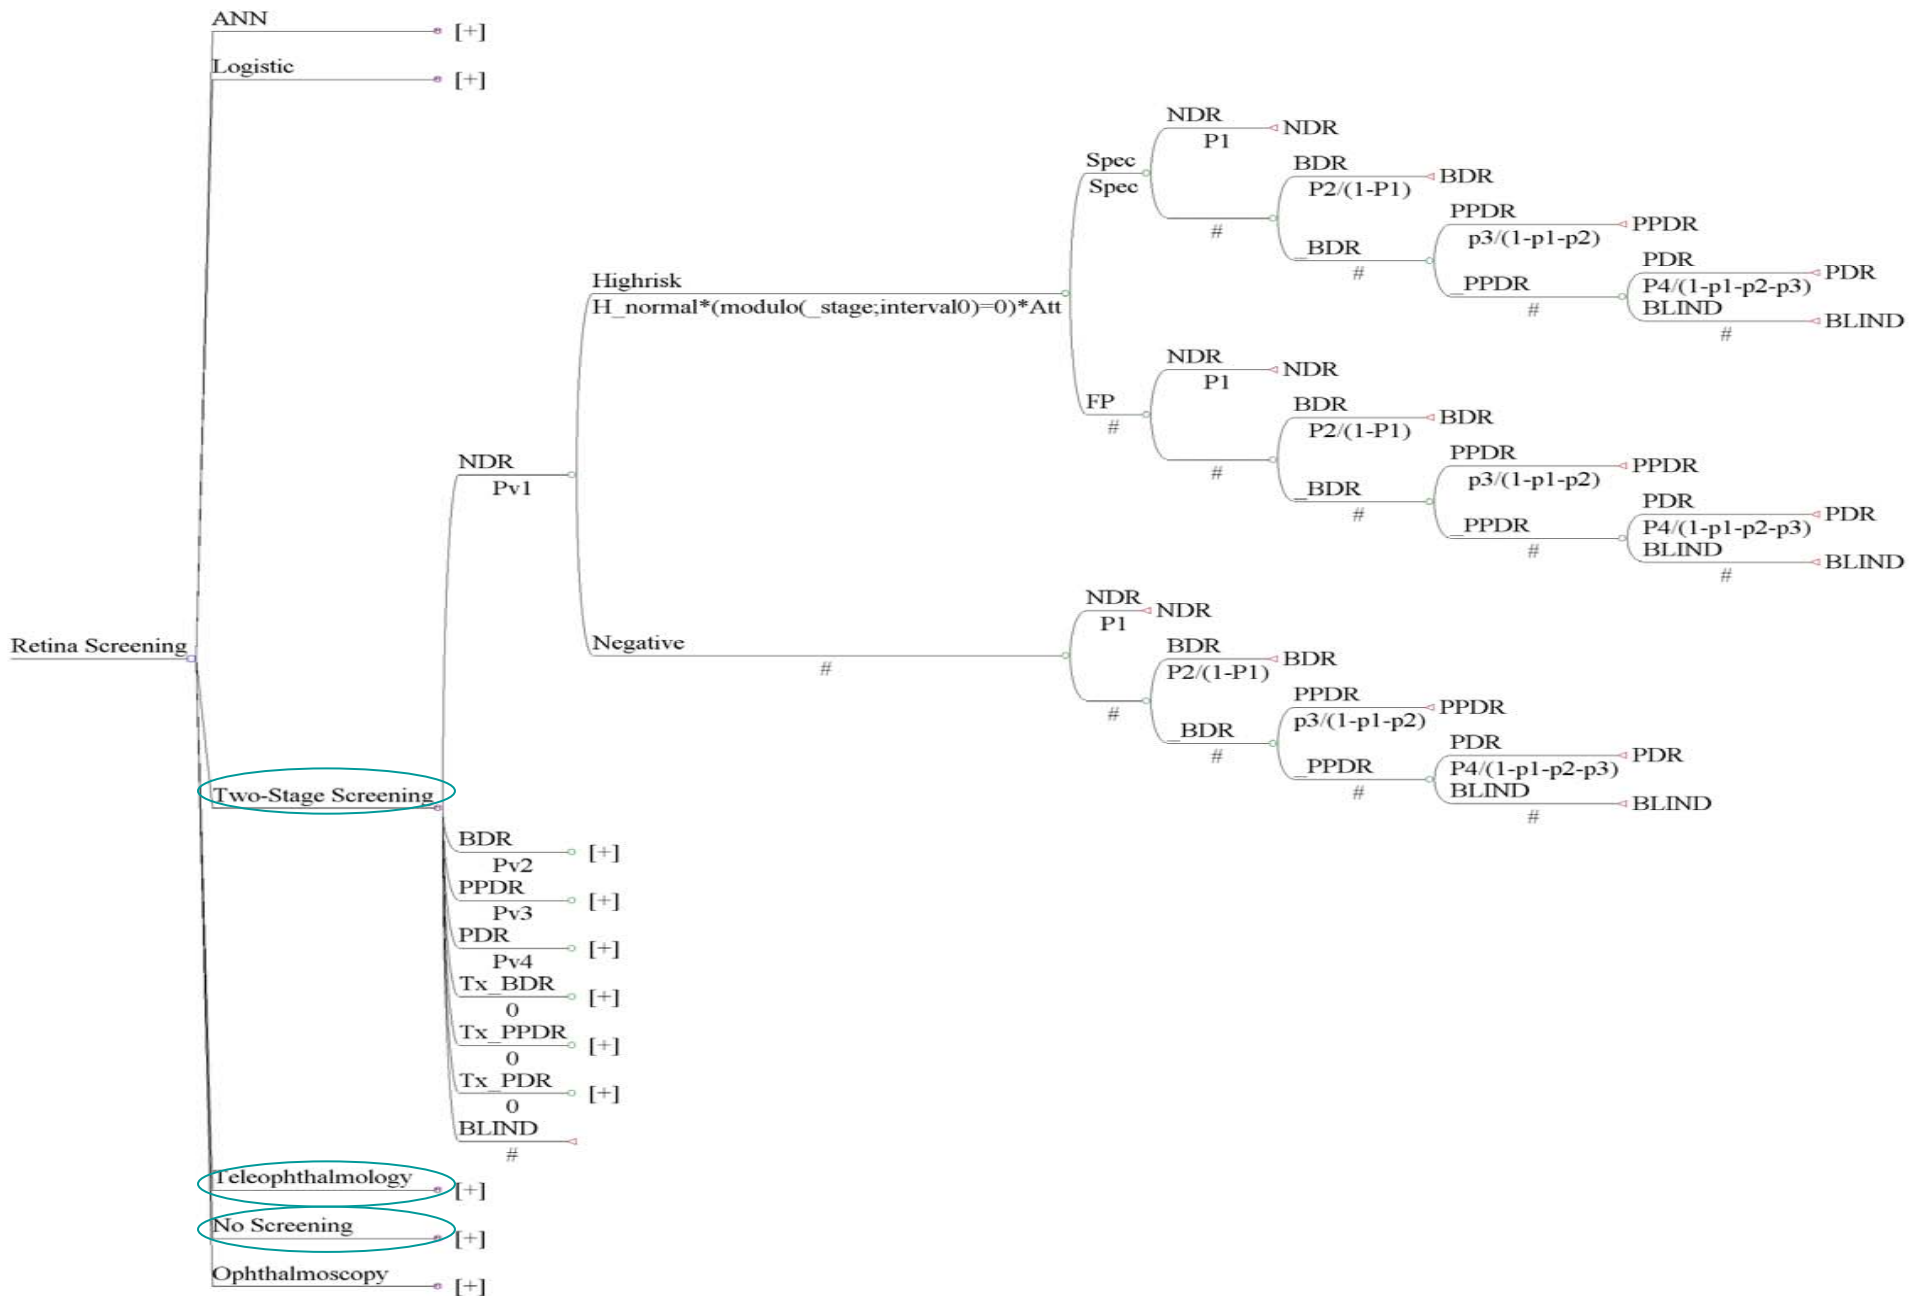 ANN
[+]
Logistic
[+]
NDR
P1
NDR
Spec
Spec
BDR
P2/(1-P1)
BDR
#
PPDR
p3/(1-p1-p2)
PPDR
_BDR
#
PDR
P4/(1-p1-p2-p3)
PDR
_PPDR
#
BLIND
#
BLIND
Highrisk
H_normal*(modulo(_stage;interval0)=0)*Att
NDR
P1
NDR
FP
#
BDR
P2/(1-P1)
BDR
#
PPDR
p3/(1-p1-p2)
PPDR
_BDR
#
PDR
P4/(1-p1-p2-p3)
PDR
_PPDR
#
BLIND
#
BLIND
NDR
Pv1
Negative
#
NDR
P1
NDR
BDR
P2/(1-P1)
BDR
#
PPDR
p3/(1-p1-p2)
PPDR
_BDR
#
PDR
P4/(1-p1-p2-p3)
PDR
_PPDR
#
BLIND
#
BLIND
Retina Screening
Two-Stage Screening
BDR
Pv2
[+]
PPDR
Pv3
[+]
PDR
Pv4
[+]
Tx_BDR
0
[+]
Tx_PPDR
0
[+]
Tx_PDR
0
[+]
BLIND
#
Teleophthalmology
[+]
No Screening
[+]
Ophthalmoscopy
[+]